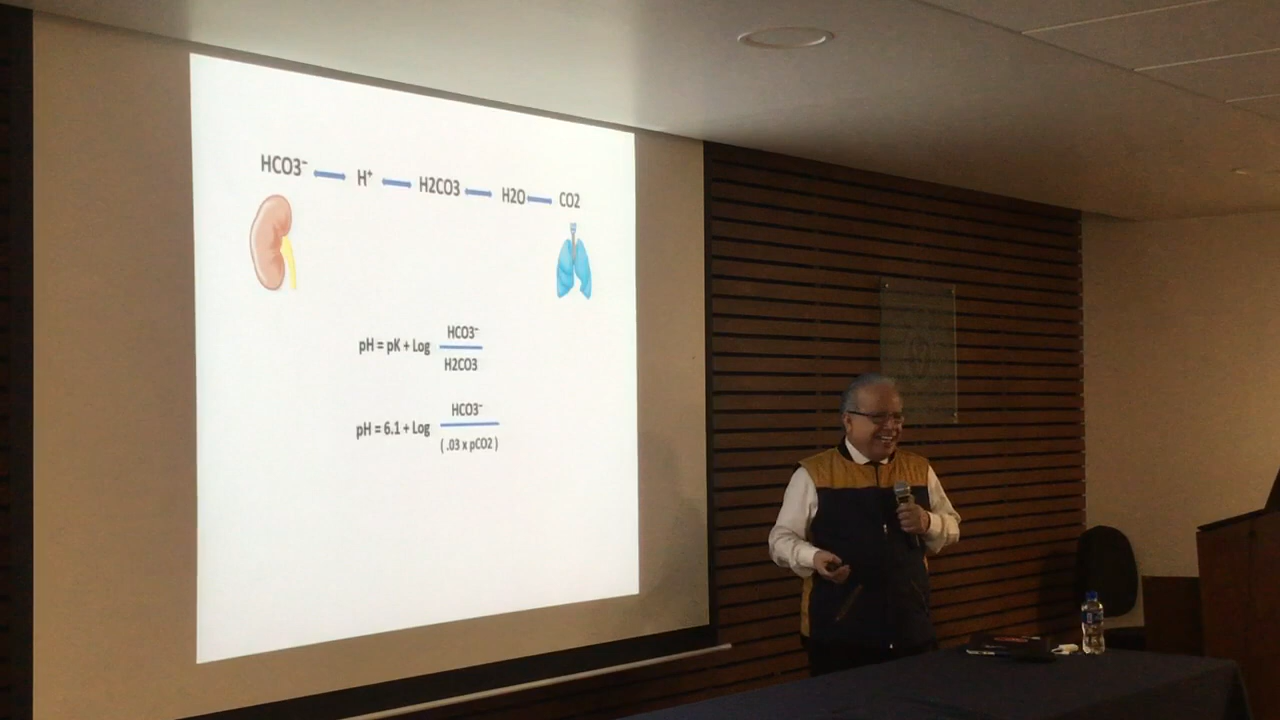 HCO3⁻ ⟷ H⁺ ⟷ H2CO3 ⟷ H2O ⟷ CO2
pH = pK + Log HCO3⁻
H2CO3
pH = 6.1 + Log HCO3⁻
( .03 x pCO2 )